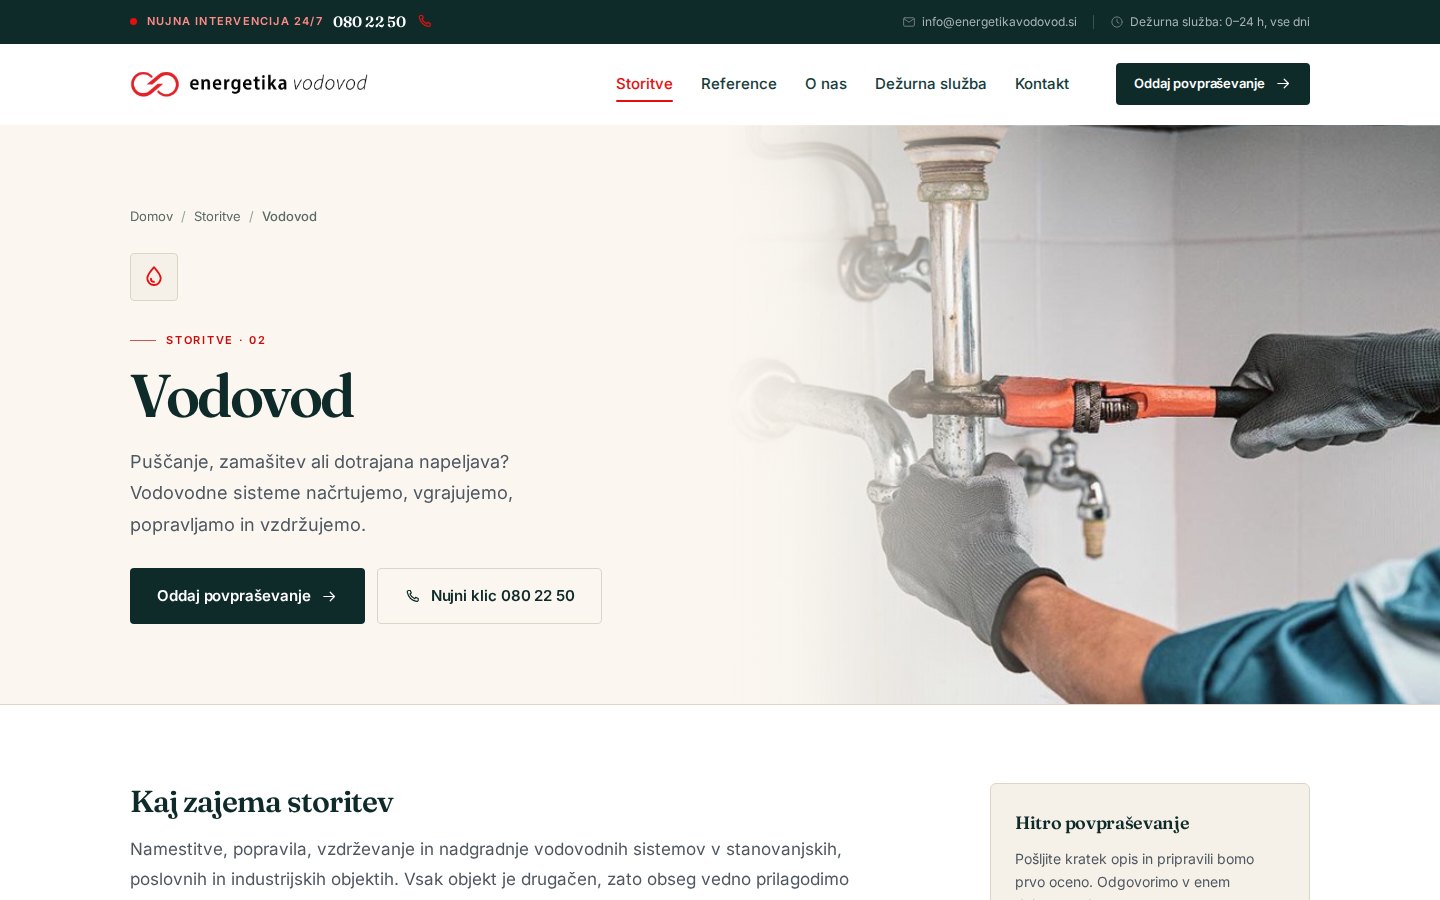 NUJNA INTERVENCIJA 24/7 080 22 50
info@energetikavodovod.si
Dežurna služba: 0–24 h, vse dni
energetika vodovod
Storitve
Reference
O nas
Dežurna služba
Kontakt
Oddaj povpraševanje
Domov / Storitve / Vodovod
STORITVE · 02
Vodovod
Puščanje, zamašitev ali dotrajana napeljava?
Vodovodne sisteme načrtujemo, vgrajujemo,
popravljamo in vzdržujemo.
Oddaj povpraševanje
Nujni klic 080 22 50
Kaj zajema storitev
Namestitve, popravila, vzdrževanje in nadgradnje vodovodnih sistemov v stanovanjskih,
poslovnih in industrijskih objektih. Vsak objekt je drugačen, zato obseg vedno prilagodimo
Hitro povpraševanje
Pošljite kratek opis in pripravili bomo
prvo oceno. Odgovorimo v enem